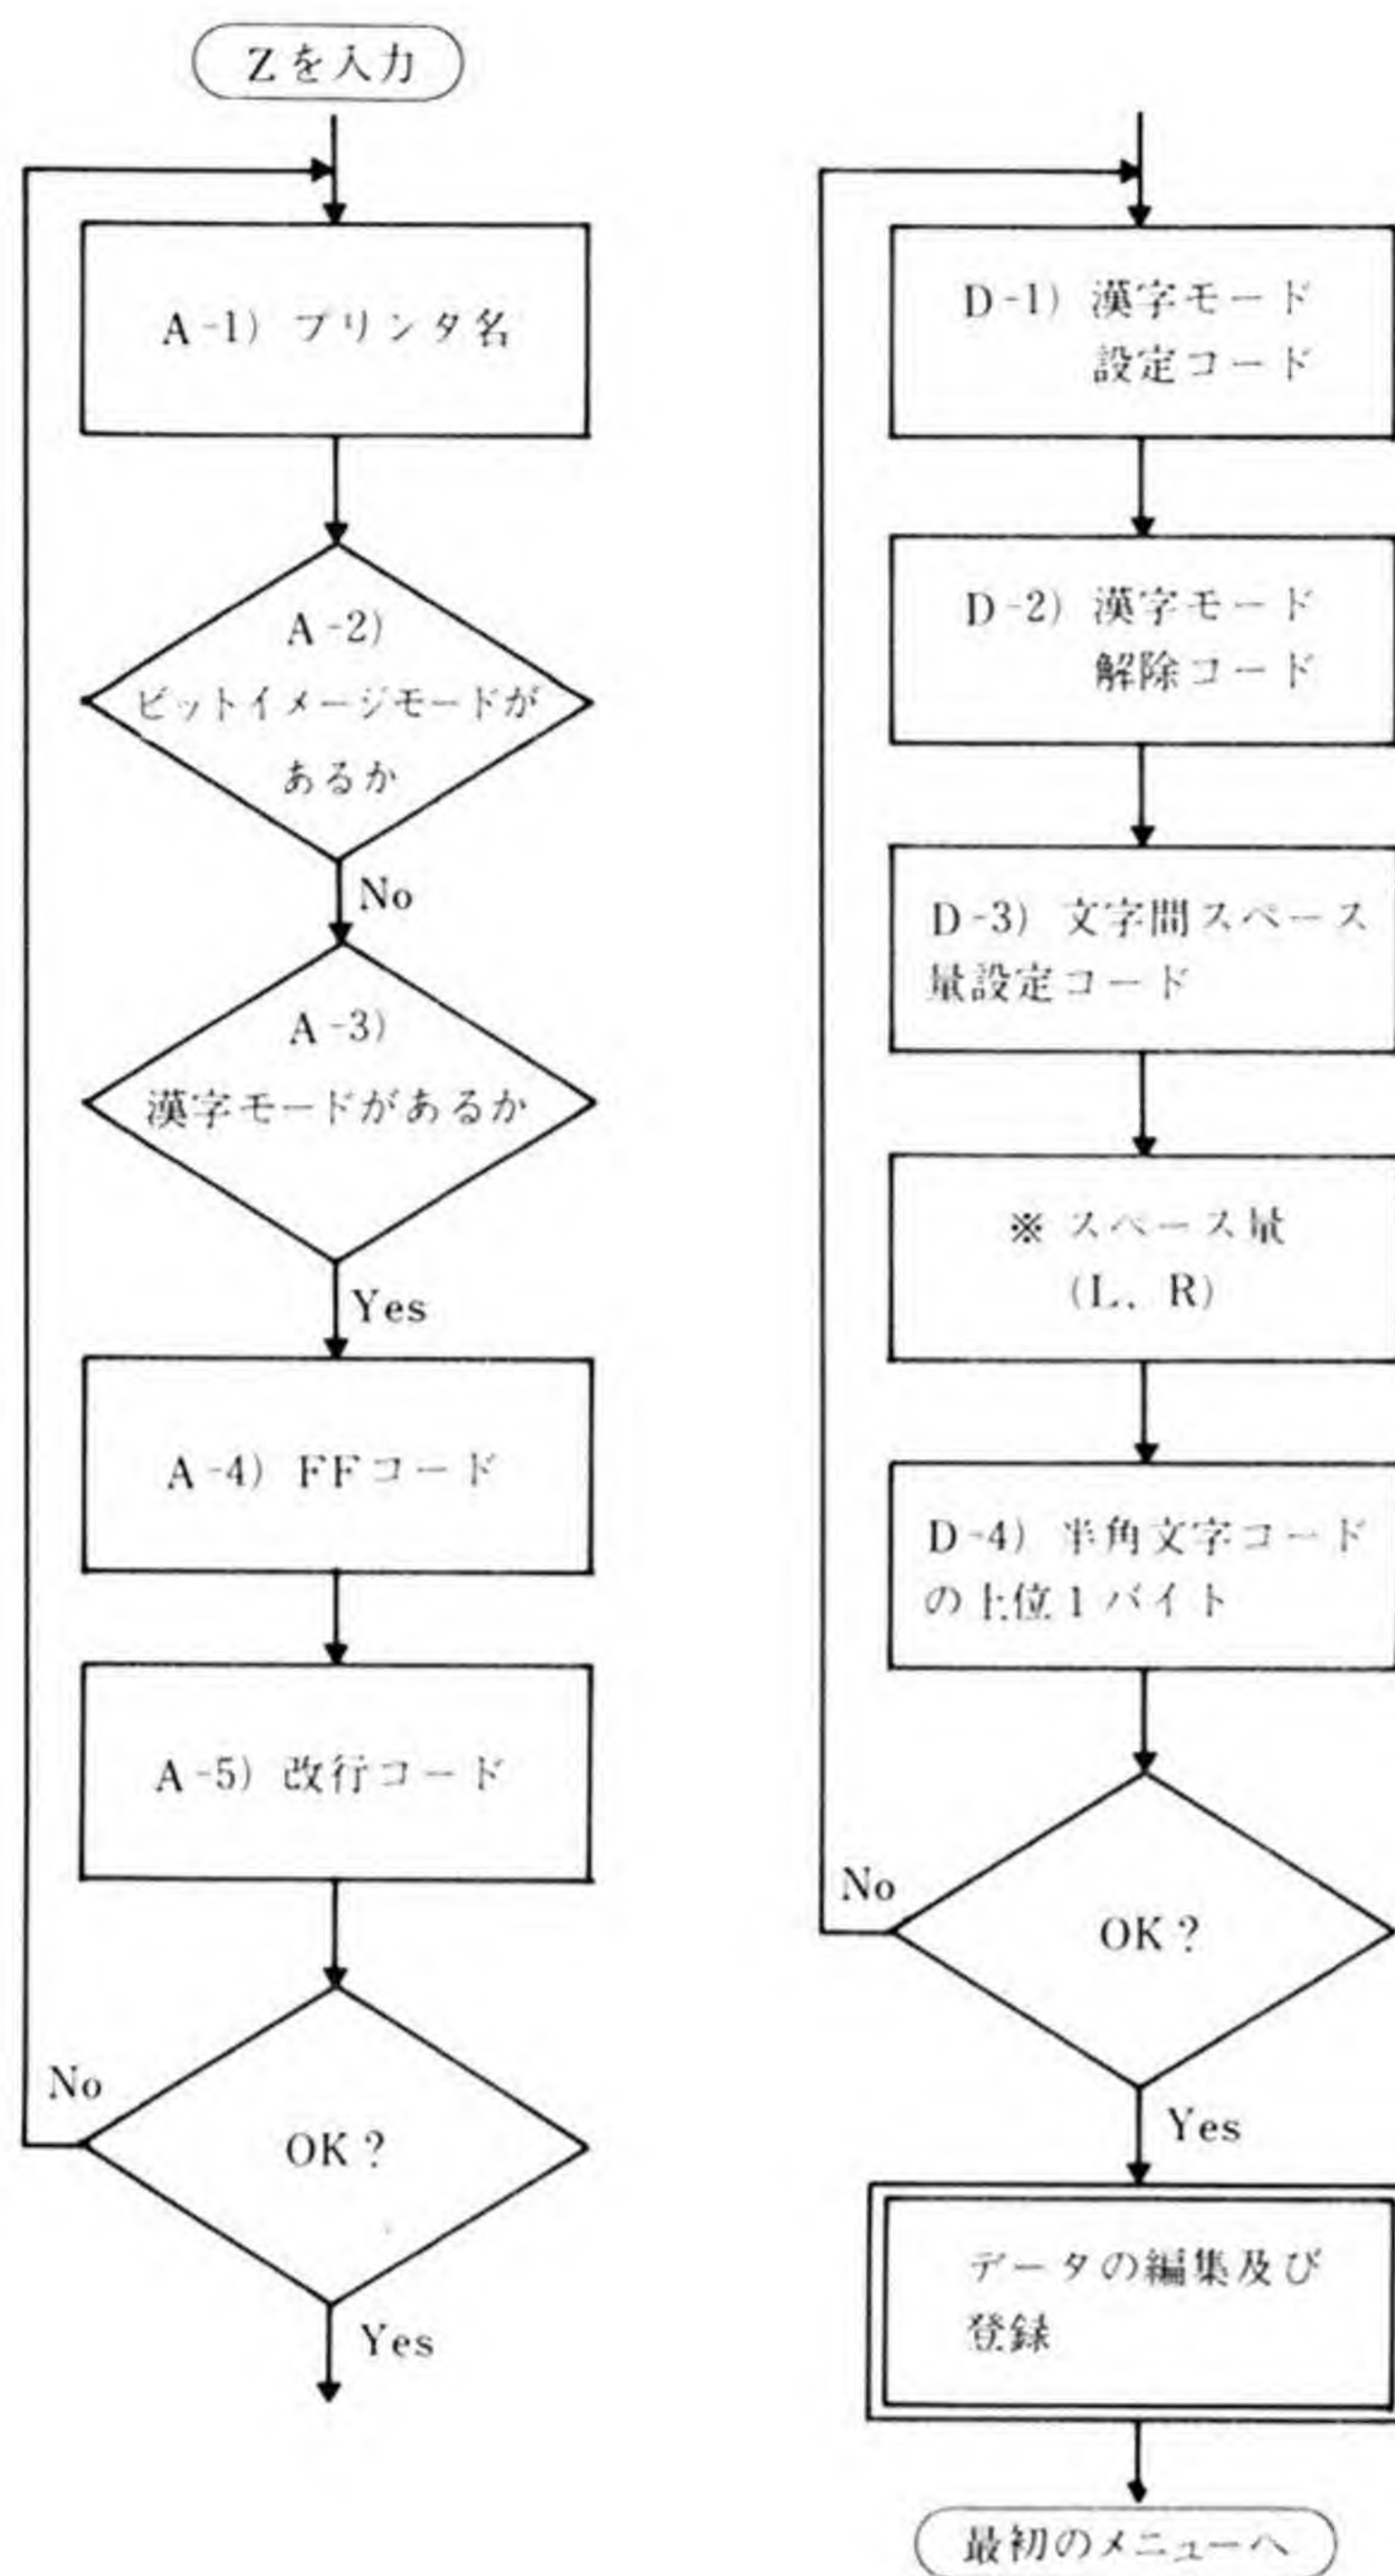 Zを入力
A-1) プリンタ名
A-2)
ビットイメージモードが
あるか
No
A-3)
漢字モードがあるか
Yes
A-4) FFコード
A-5) 改行コード
No
OK?
Yes
D-1) 漢字モード
設定コード
D-2) 漢字モード
解除コード
D-3) 文字間スペース
量設定コード
※ スペース量
(L, R)
D-4) 半角文字コード
の上位1バイト
No
OK?
Yes
データの編集及び
登録
最初のメニューへ